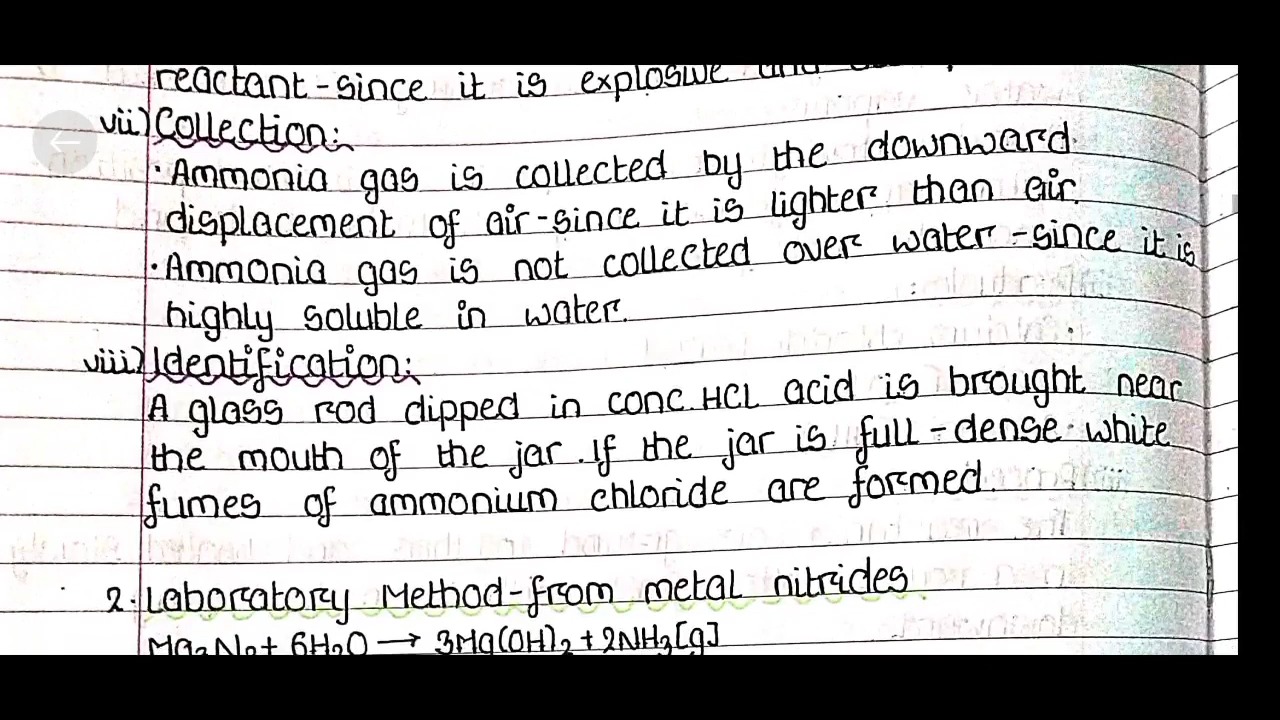 reactant-since it is explosive and
vii) Collection:
·Ammonia gas is collected by the downward
displacement of air-since it is lighter than air.
·Ammonia gas is not collected over water-since it is
highly soluble in water.
viii) Identification:
A glass rod dipped in conc.HCl acid is brought near
the mouth of the jar.If the jar is full-dense white
fumes of ammonium chloride are formed.
2. Laboratory Method-from metal nitrides
Mg₃N₂ + 6H₂O → 3Mg(OH)₂ + 2NH₃[g]